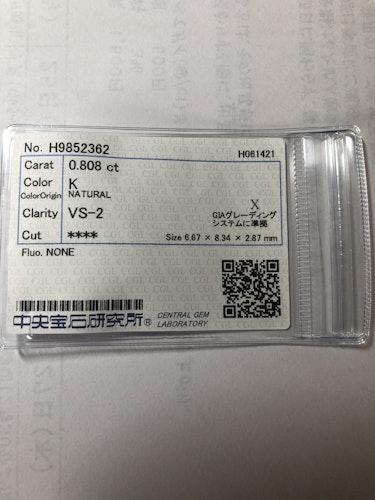 No. H9852362
H061421
Carat 0.808 ct
Color K
ColorOrigin NATURAL
Clarity VS-2
X
GIAグレーディング
システムに準拠
Cut ****
Size 6.67 × 8.34 × 2.87 mm
Fluo. NONE
中央宝石研究所® CENTRAL GEM
LABORATORY